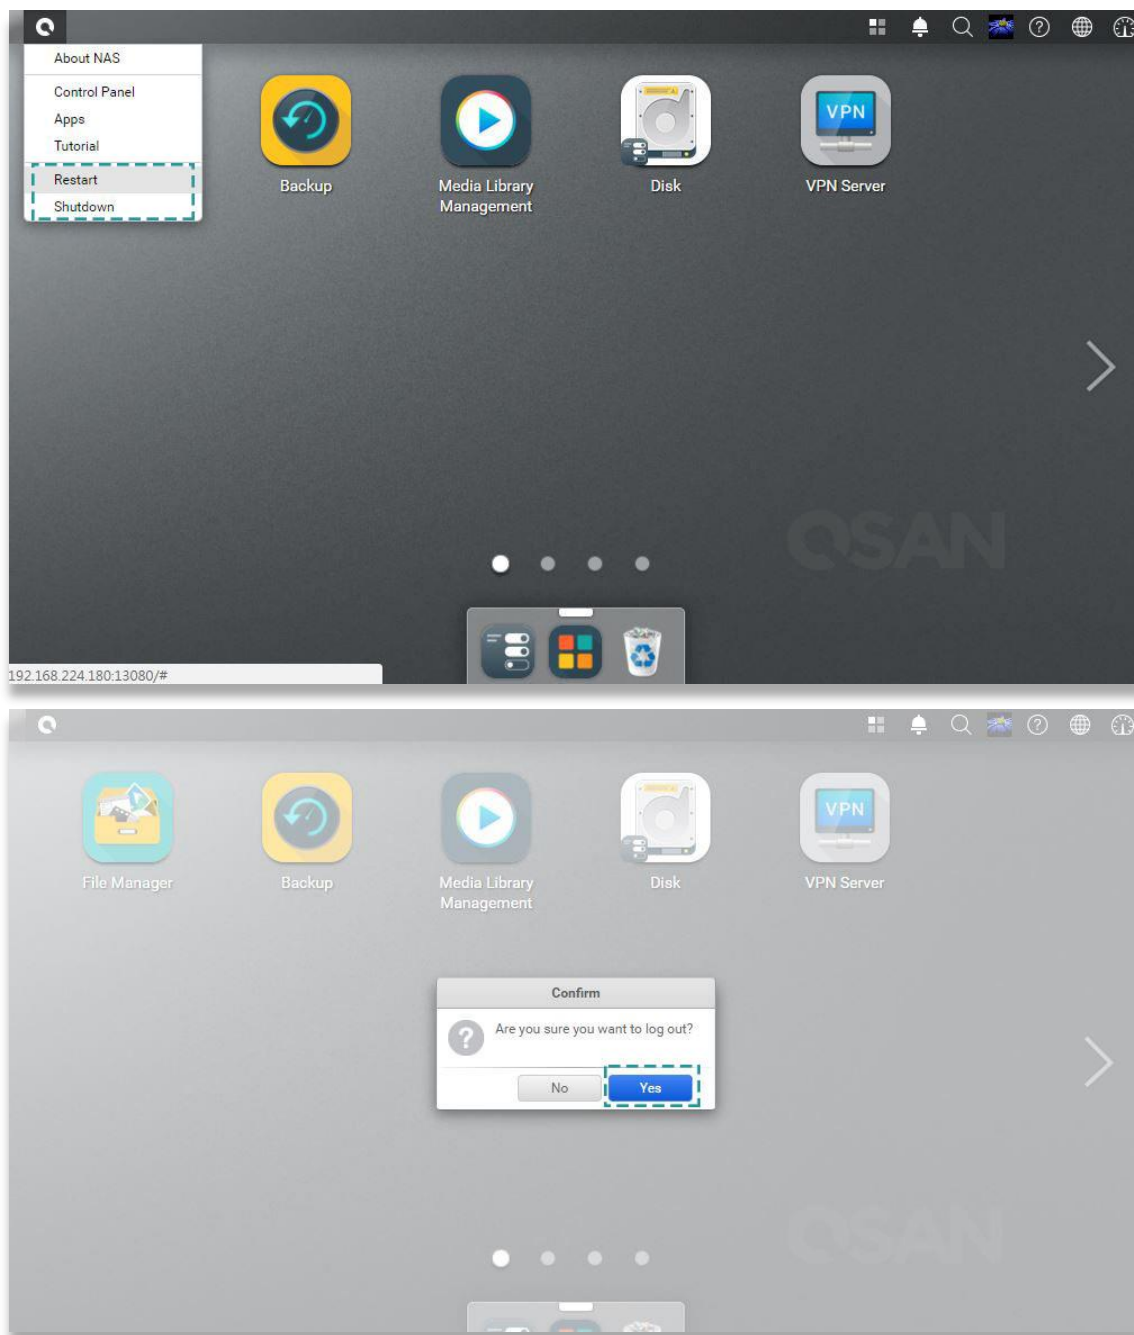 About NAS
Control Panel
Apps
Tutorial
Restart
Shutdown
Backup
Media Library
Management
Disk
VPN
VPN Server
QSAN
192.168.224.180:13080/#
File Manager
Backup
Media Library
Management
Disk
VPN
VPN Server
Confirm
Are you sure you want to log out?
No
Yes
QSAN